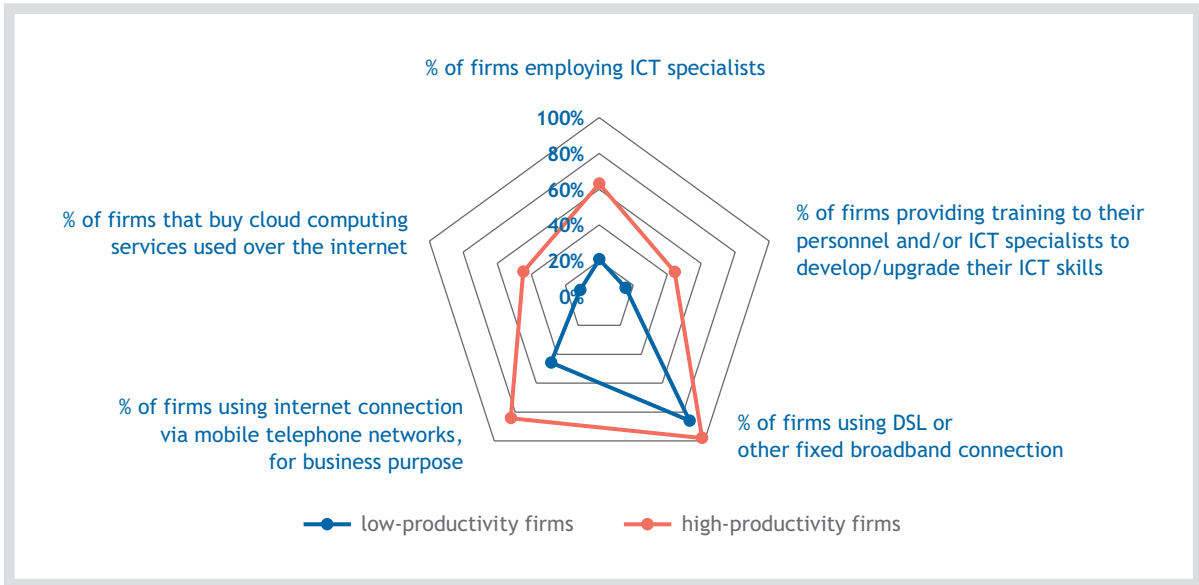 % of firms employing ICT specialists
100%
80%
60%
40%
20%
0%
% of firms that buy cloud computing
services used over the internet
% of firms providing training to their
personnel and/or ICT specialists to
develop/upgrade their ICT skills
% of firms using internet connection
via mobile telephone networks,
for business purpose
% of firms using DSL or
other fixed broadband connection
low-productivity firms
high-productivity firms